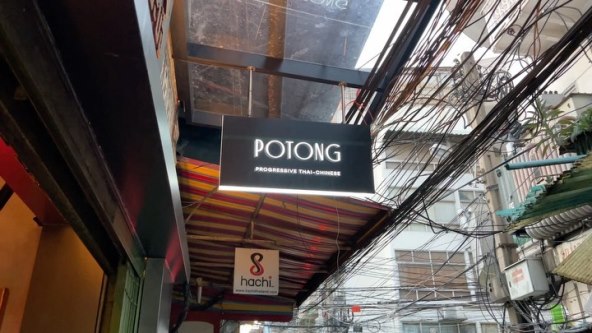 POTONG
PROGRESSIVE THAI-CHINESE
hachi